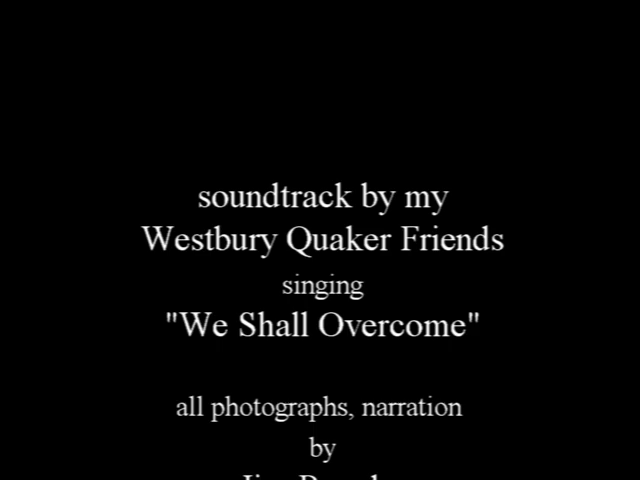 soundtrack by my
Westbury Quaker Friends
singing
"We Shall Overcome"
all photographs, narration
by